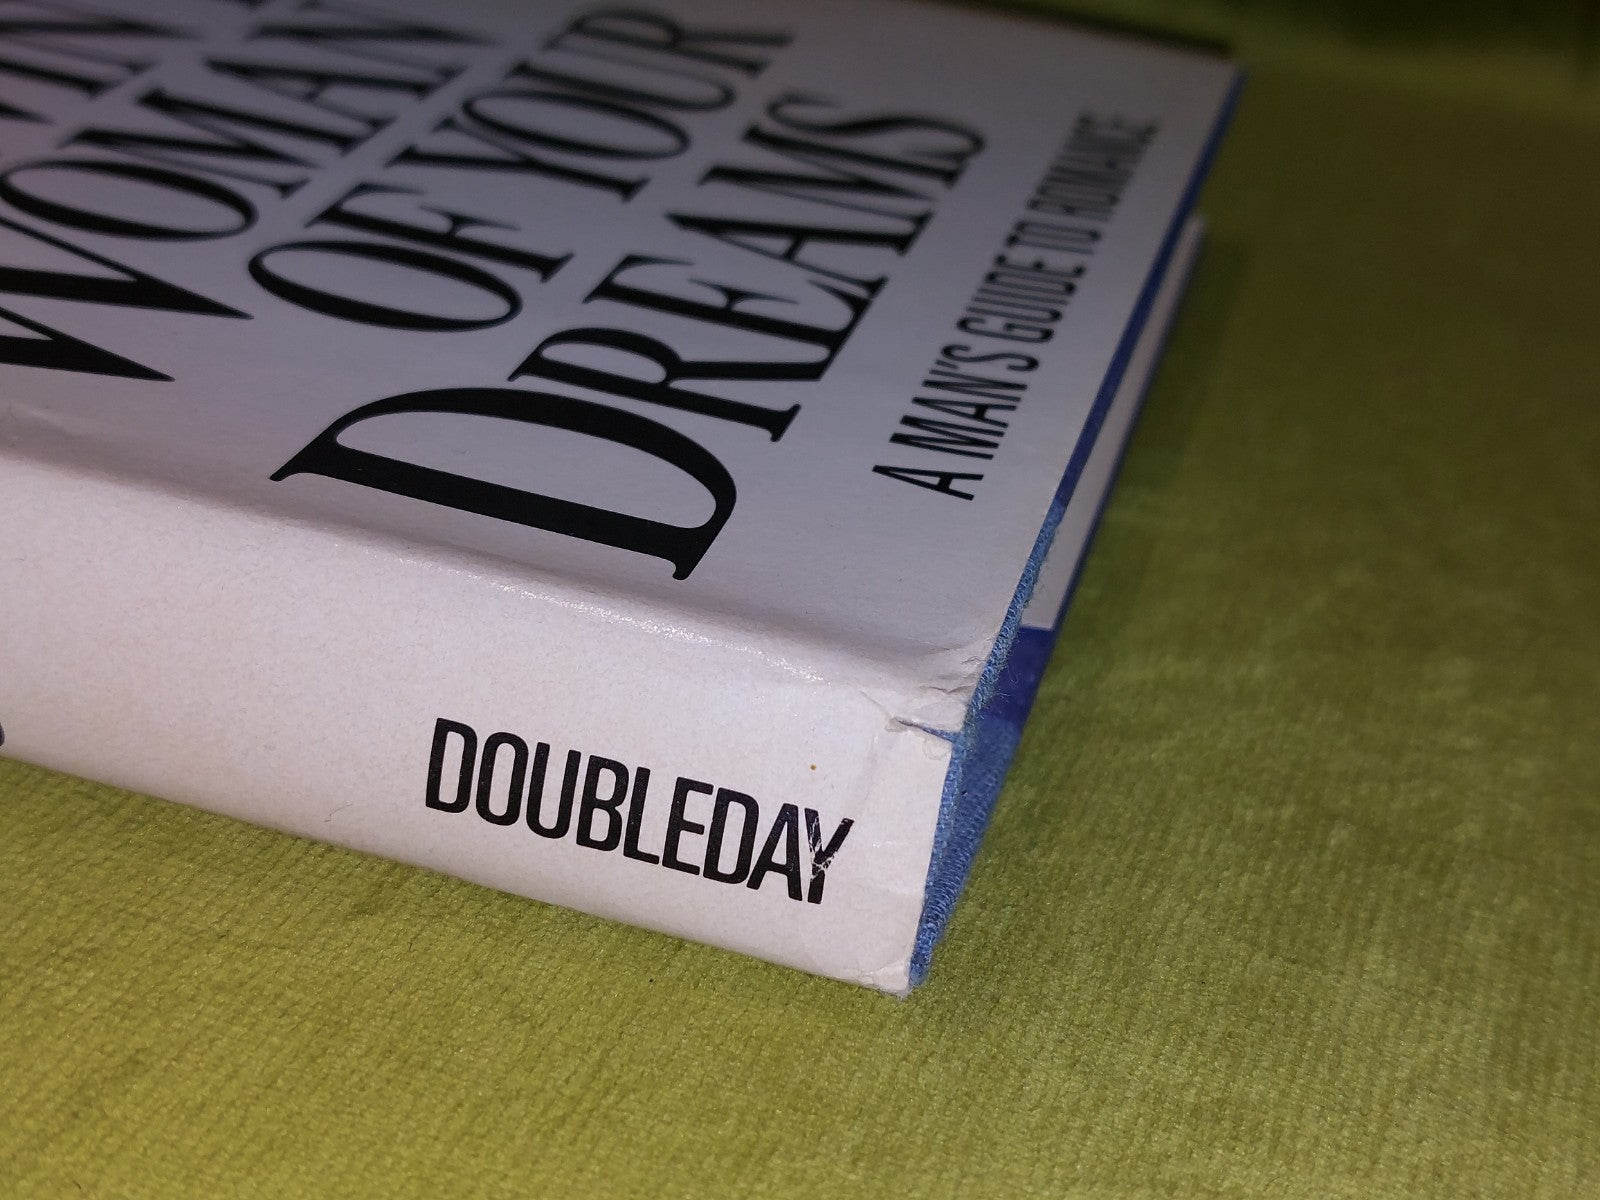 WOMAN
OF YOUR
DREAMS
A MAN'S GUIDE TO ROMANCE
DOUBLEDAY